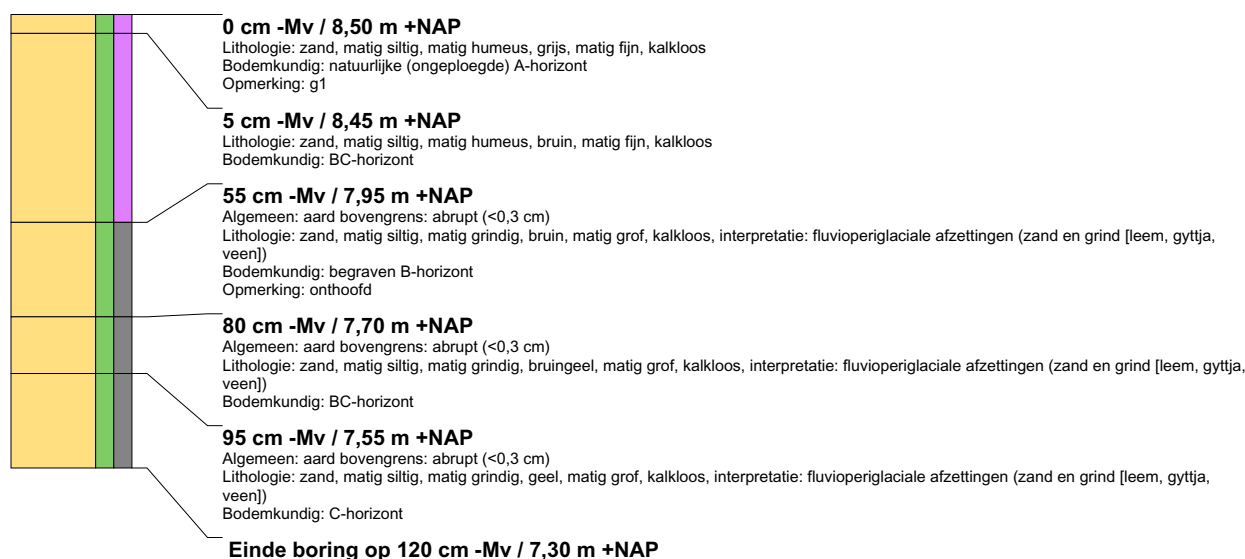 0 cm -Mv / 8,50 m +NAP
Lithologie: zand, matig siltig, matig humeus, grijs, matig fijn, kalkloos
Bodemkundig: natuurlijke (ongeploegde) A-horizont
Opmerking: g1
5 cm -Mv / 8,45 m +NAP
Lithologie: zand, matig siltig, matig humeus, bruin, matig fijn, kalkloos
Bodemkundig: BC-horizont
55 cm -Mv / 7,95 m +NAP
Algemeen: aard bovengrens: abrupt (<0,3 cm)
Lithologie: zand, matig siltig, matig grindig, bruin, matig grof, kalkloos, interpretatie: fluvioperiglaciale afzettingen (zand en grind [leem, gyttja,
veen])
Bodemkundig: begraven B-horizont
Opmerking: onthoofd
80 cm -Mv / 7,70 m +NAP
Algemeen: aard bovengrens: abrupt (<0,3 cm)
Lithologie: zand, matig siltig, matig grindig, bruingeel, matig grof, kalkloos, interpretatie: fluvioperiglaciale afzettingen (zand en grind [leem, gyttja,
veen])
Bodemkundig: BC-horizont
95 cm -Mv / 7,55 m +NAP
Algemeen: aard bovengrens: abrupt (<0,3 cm)
Lithologie: zand, matig siltig, matig grindig, geel, matig grof, kalkloos, interpretatie: fluvioperiglaciale afzettingen (zand en grind [leem, gyttja,
veen])
Bodemkundig: C-horizont
Einde boring op 120 cm -Mv / 7,30 m +NAP